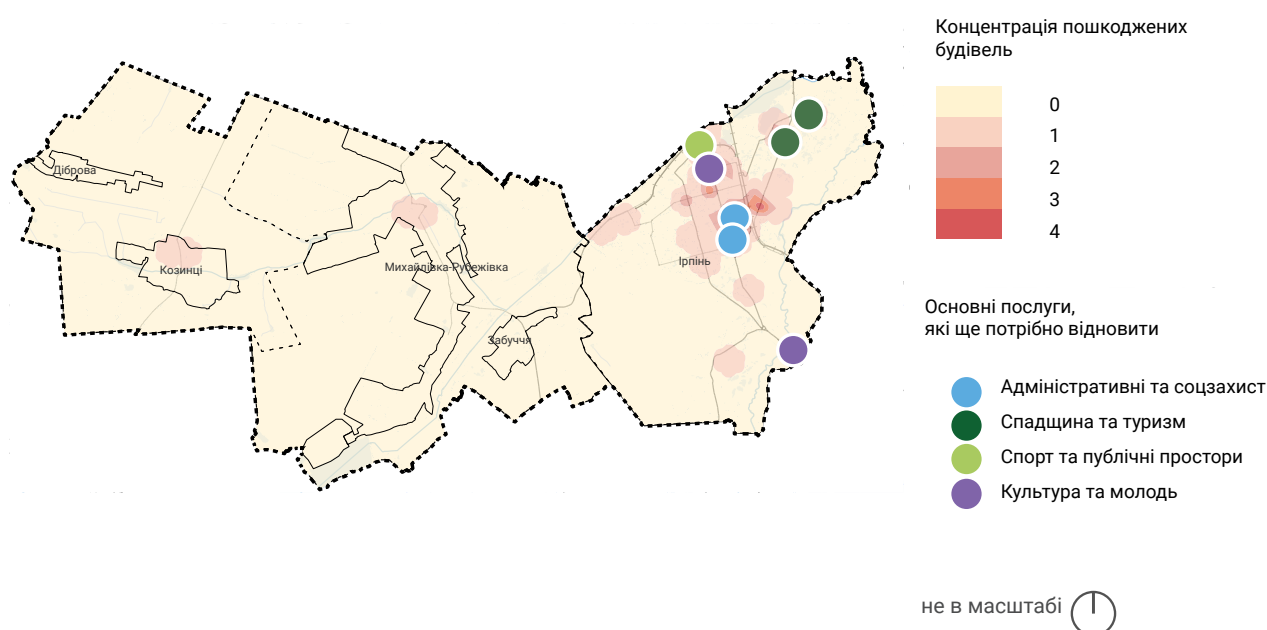 Концентрація пошкоджених
будівель
0
1
2
3
4
Діброва
Козинці
Михайлівка-Рубежівка
Забуччя
Ірпінь
Основні послуги,
які ще потрібно відновити
Адміністративні та соцзахист
Спадщина та туризм
Спорт та публічні простори
Культура та молодь
не в масштабі